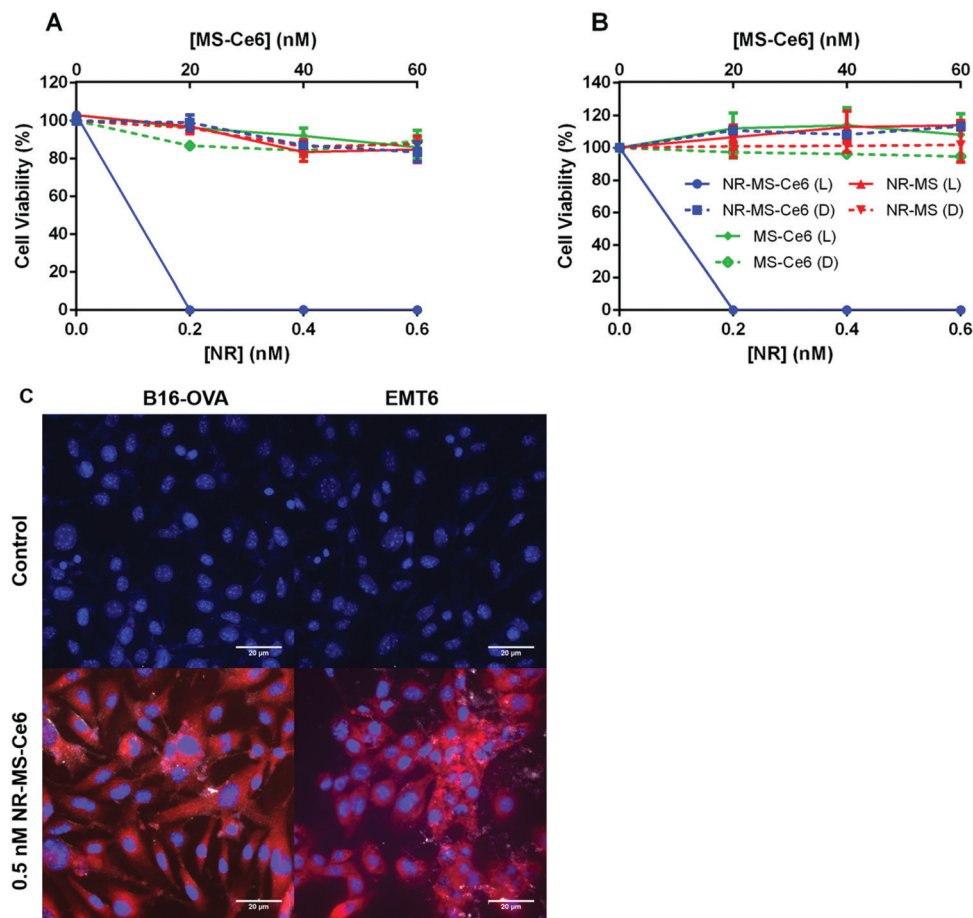 A
[MS-Ce6] (nM)
0 20 40 60
120
100
80
60
40
20
0
Cell Viability (%)
0.0 0.2 0.4 0.6
[NR] (nM)
B
[MS-Ce6] (nM)
0 20 40 60
140
120
100
80
60
40
20
0
Cell Viability (%)
NR-MS-Ce6 (L) NR-MS (L)
NR-MS-Ce6 (D) NR-MS (D)
MS-Ce6 (L)
MS-Ce6 (D)
0.0 0.2 0.4 0.6
[NR] (nM)
C
B16-OVA EMT6
Control
20 µm 20 µm
0.5 nM NR-MS-Ce6
20 µm 20 µm